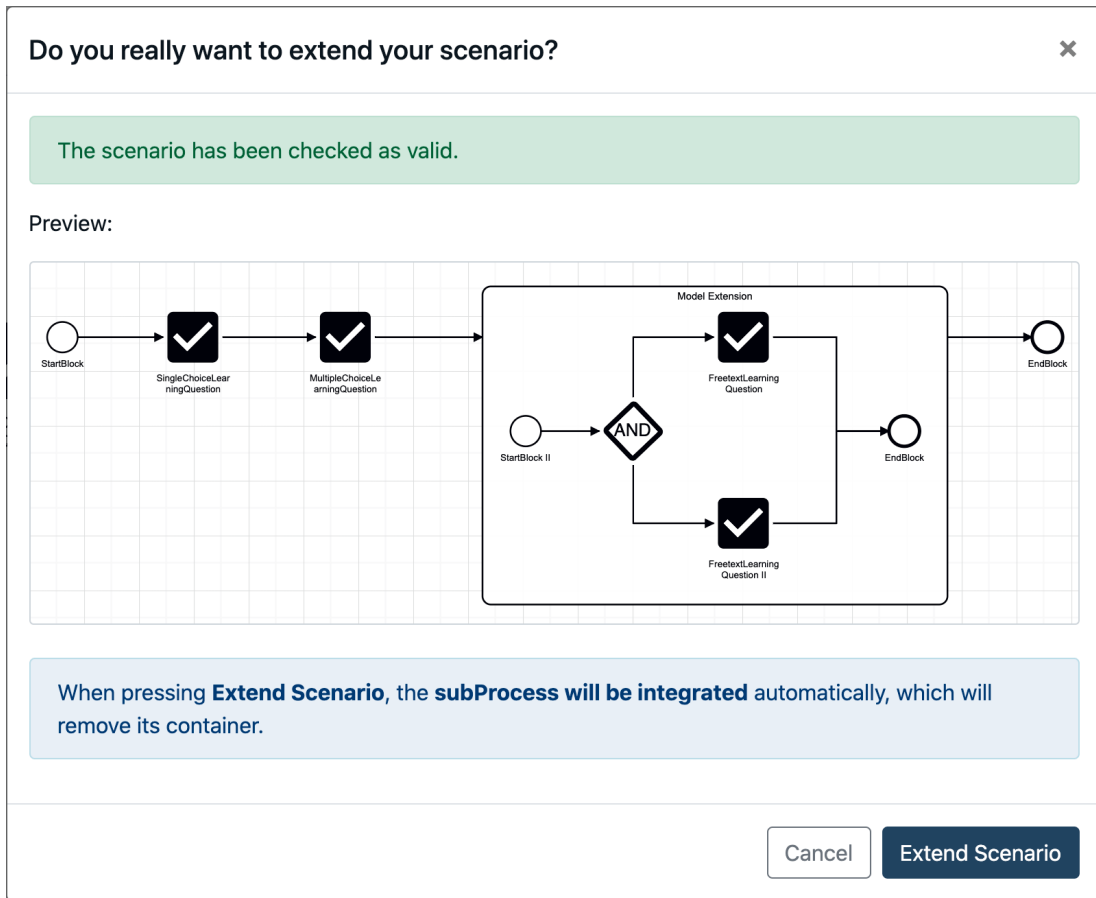 Do you really want to extend your scenario?
×
The scenario has been checked as valid.
Preview:
Model Extension
StartBlock
SingleChoiceLear
ningQuestion
MultipleChoiceLe
arningQuestion
FreetextLearning
Question
EndBlock
StartBlock II
AND
EndBlock
FreetextLearning
Question II
When pressing Extend Scenario, the subProcess will be integrated automatically, which will
remove its container.
Cancel
Extend Scenario